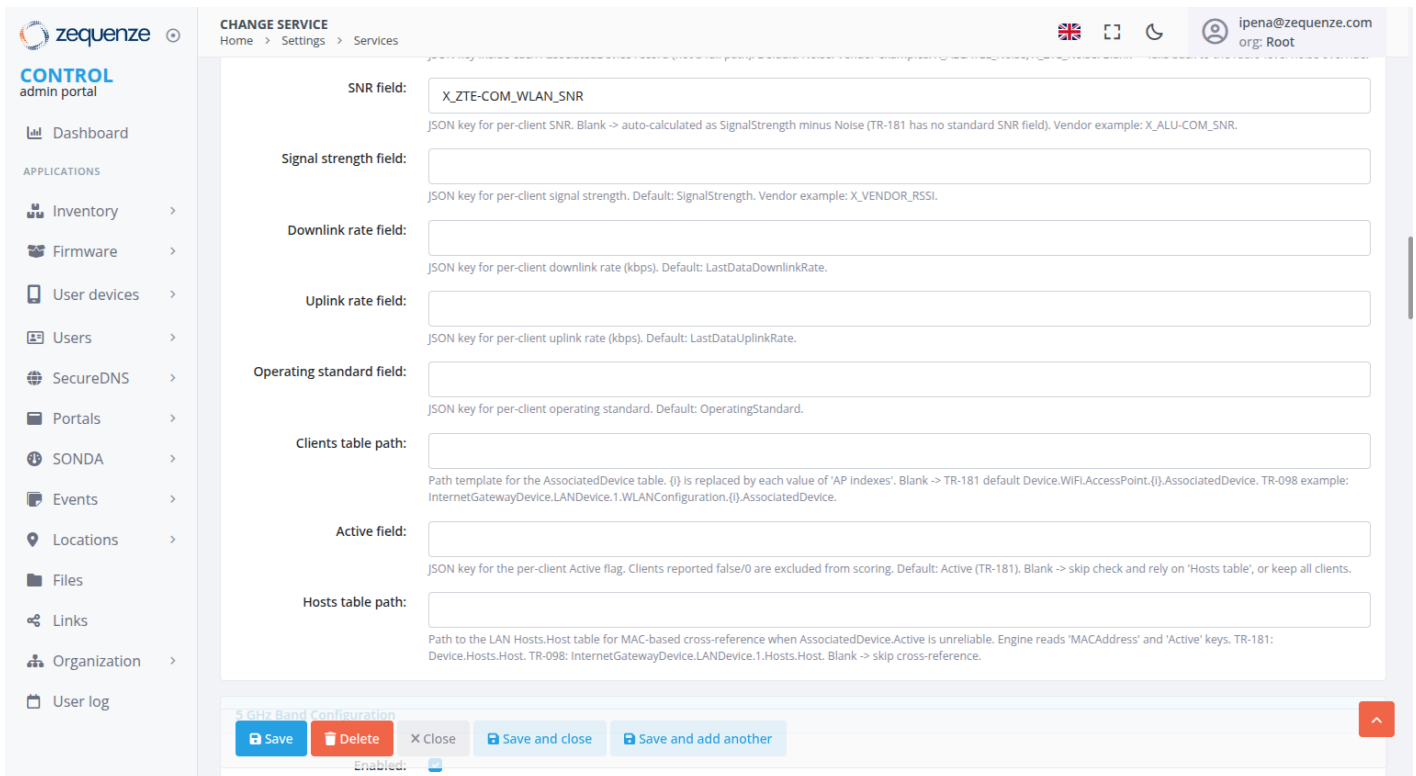 zequenze
CONTROL
admin portal
Dashboard
APPLICATIONS
Inventory
Firmware
User devices
Users
SecureDNS
Portals
SONDA
Events
Locations
Files
Links
Organization
User log
CHANGE SERVICE
Home > Settings > Services
ipena@zequenze.com
org: Root
SNR field:
X_ZTE-COM_WLAN_SNR
JSON key for per-client SNR. Blank -> auto-calculated as SignalStrength minus Noise (TR-181 has no standard SNR field). Vendor example: X_ALU-COM_SNR.
Signal strength field:
JSON key for per-client signal strength. Default: SignalStrength. Vendor example: X_VENDOR_RSSI.
Downlink rate field:
JSON key for per-client downlink rate (kbps). Default: LastDataDownlinkRate.
Uplink rate field:
JSON key for per-client uplink rate (kbps). Default: LastDataUplinkRate.
Operating standard field:
JSON key for per-client operating standard. Default: OperatingStandard.
Clients table path:
Path template for the AssociatedDevice table. {i} is replaced by each value of 'AP indexes'. Blank -> TR-181 default Device.WiFi.AccessPoint.{i}.AssociatedDevice. TR-098 example:
InternetGatewayDevice.LANDevice.1.WLANConfiguration.{i}.AssociatedDevice.
Active field:
JSON key for the per-client Active flag. Clients reported false/0 are excluded from scoring. Default: Active (TR-181). Blank -> skip check and rely on 'Hosts table', or keep all clients.
Hosts table path:
Path to the LAN Hosts.Host table for MAC-based cross-reference when AssociatedDevice.Active is unreliable. Engine reads 'MACAddress' and 'Active' keys. TR-181:
Device.Hosts.Host. TR-098: InternetGatewayDevice.LANDevice.1.Hosts.Host. Blank -> skip cross-reference.
5 GHz Band Configuration
Save
Delete
Close
Save and close
Save and add another
Enabled: